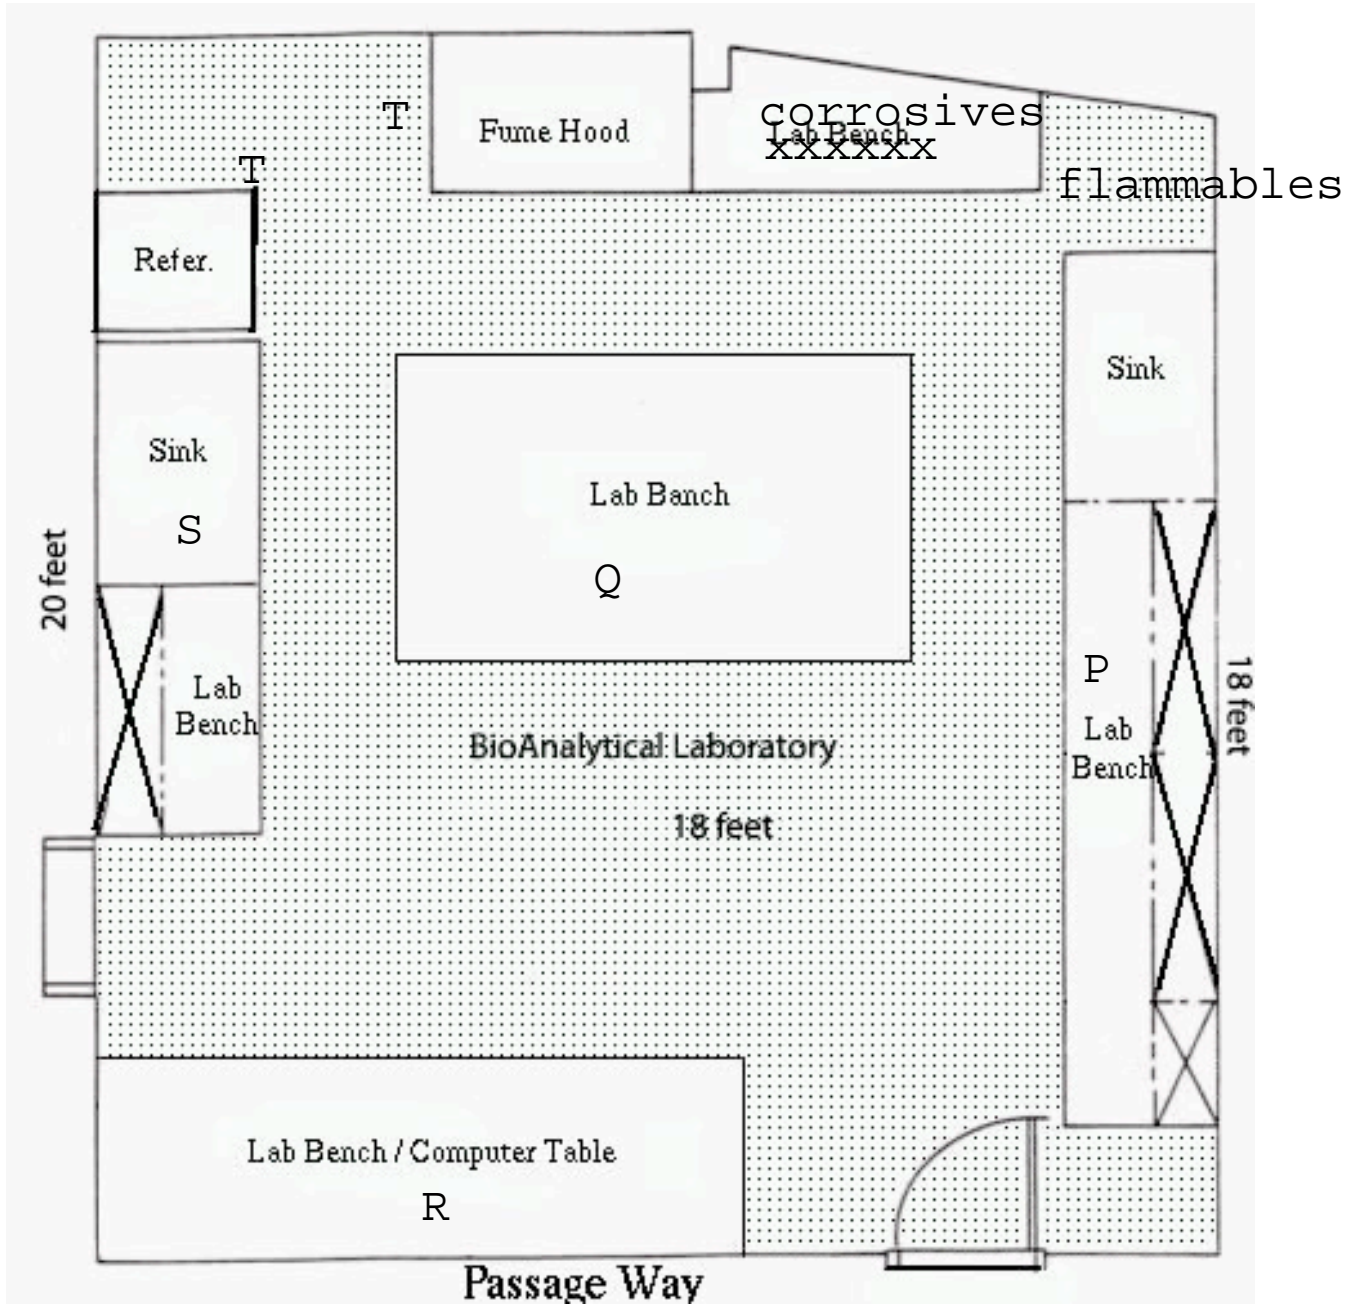 corrosives
T
Fume Hood
Lab Bench
xxxxxx
T
flammables
Refer.
Sink
Sink
Lab Banch
S
Q
20 feet
P
Lab
Bench
18 feet
Lab
Bench
BioAnalytical Laboratory
18 feet
Lab Bench / Computer Table
R
Passage Way